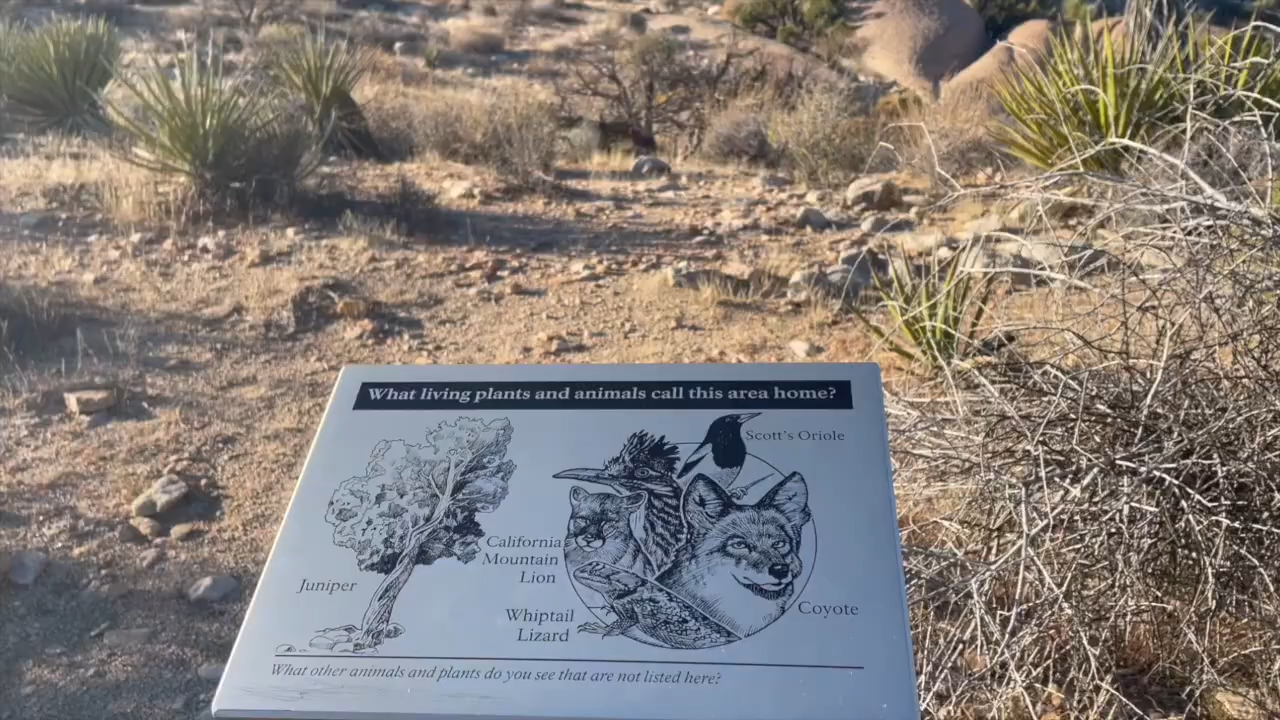 What living plants and animals call this area home?
Scott's Oriole
California
Mountain
Lion
Juniper
Whiptail
Lizard
Coyote
What other animals and plants do you see that are not listed here?